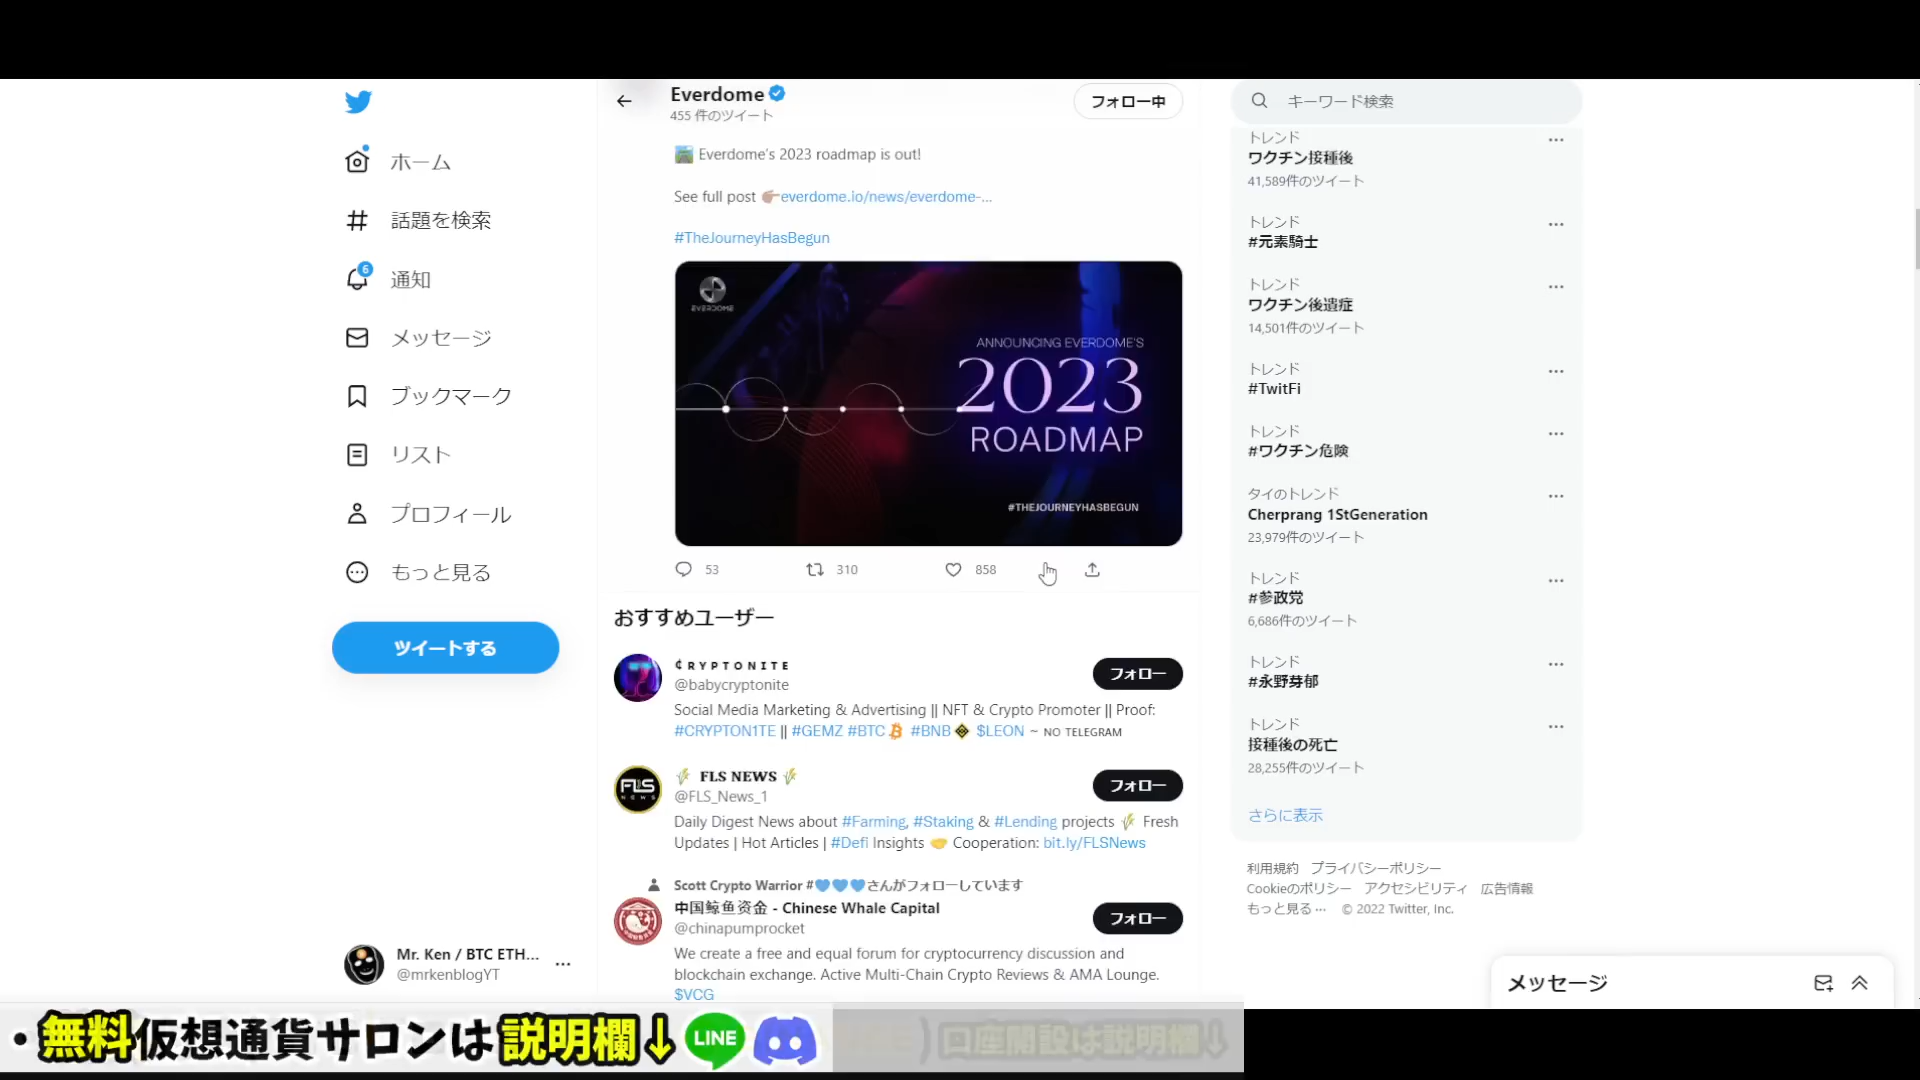 Everdome
455 件のツイート
フォロー中
キーワード検索
ホーム
話題を検索
6
通知
メッセージ
ブックマーク
リスト
プロフィール
もっと見る
ツイートする
Mr. Ken / BTC ETH...
@mrkenblogYT
Everdome's 2023 roadmap is out!
See full post 👉everdome.io/news/everdome-...
#TheJourneyHasBegun
EVERDOME
ANNOUNCING EVERDOME'S
2023
ROADMAP
#THEJOURNEYHASBEGUN
53
310
858
おすすめユーザー
₵RYPTONITE
@babycryptonite
フォロー
Social Media Marketing & Advertising || NFT & Crypto Promoter || Proof:
#CRYPTON1TE || #GEMZ #BTC #BNB $LEON ~ NO TELEGRAM
FLS NEWS
FLS NEWS
@FLS_News_1
フォロー
Daily Digest News about #Farming, #Staking & #Lending projects 🌾 Fresh
Updates | Hot Articles | #Defi Insights 🤝 Cooperation: bit.ly/FLSNews
Scott Crypto Warrior #💙💙💙さんがフォローしています
中国鲸鱼资金 - Chinese Whale Capital
@chinapumprocket
フォロー
We create a free and equal forum for cryptocurrency discussion and
blockchain exchange. Active Multi-Chain Crypto Reviews & AMA Lounge.
$VCG
トレンド
ワクチン接種後
41,589件のツイート
トレンド
#元素騎士
トレンド
ワクチン後遺症
14,501件のツイート
トレンド
#TwitFi
トレンド
#ワクチン危険
タイのトレンド
Cherprang 1StGeneration
23,979件のツイート
トレンド
#参政党
6,686件のツイート
トレンド
#永野芽郁
トレンド
接種後の死亡
28,255件のツイート
さらに表示
利用規約 プライバシーポリシー
Cookieのポリシー アクセシビリティ 広告情報
もっと見る ··· © 2022 Twitter, Inc.
メッセージ
・無料仮想通貨サロンは説明欄↓ LINE
)口座開設は説明欄↓